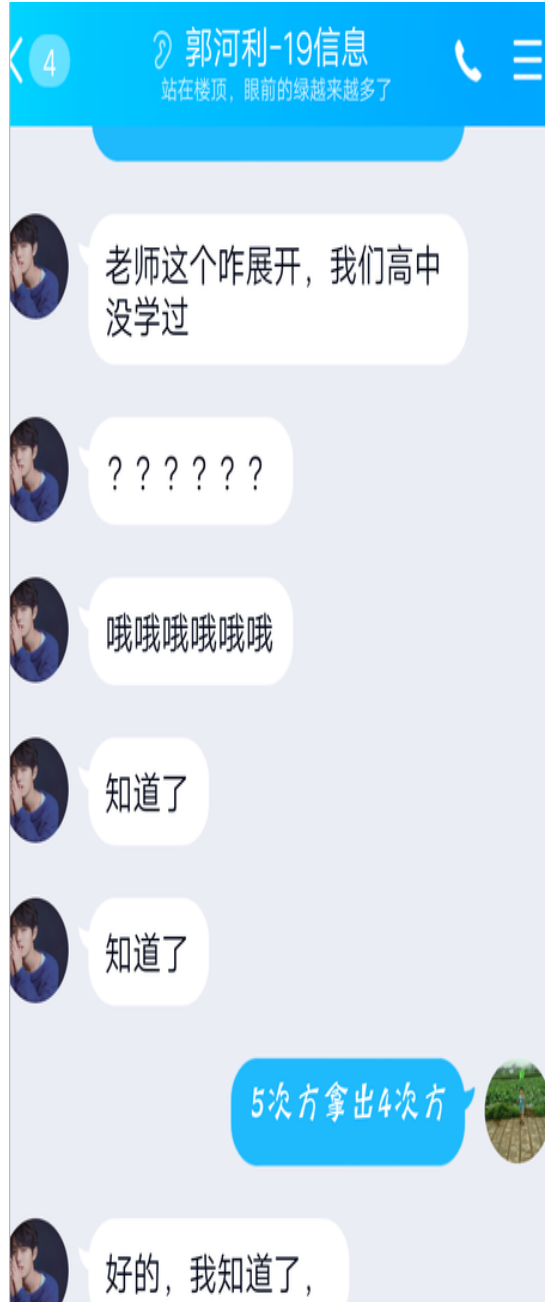 4
郭河利-19信息
站在楼顶，眼前的绿越来越多了
老师这个咋展开，我们高中
没学过
？？？？？？
哦哦哦哦哦哦
知道了
知道了
5次方拿出4次方
好的，我知道了，